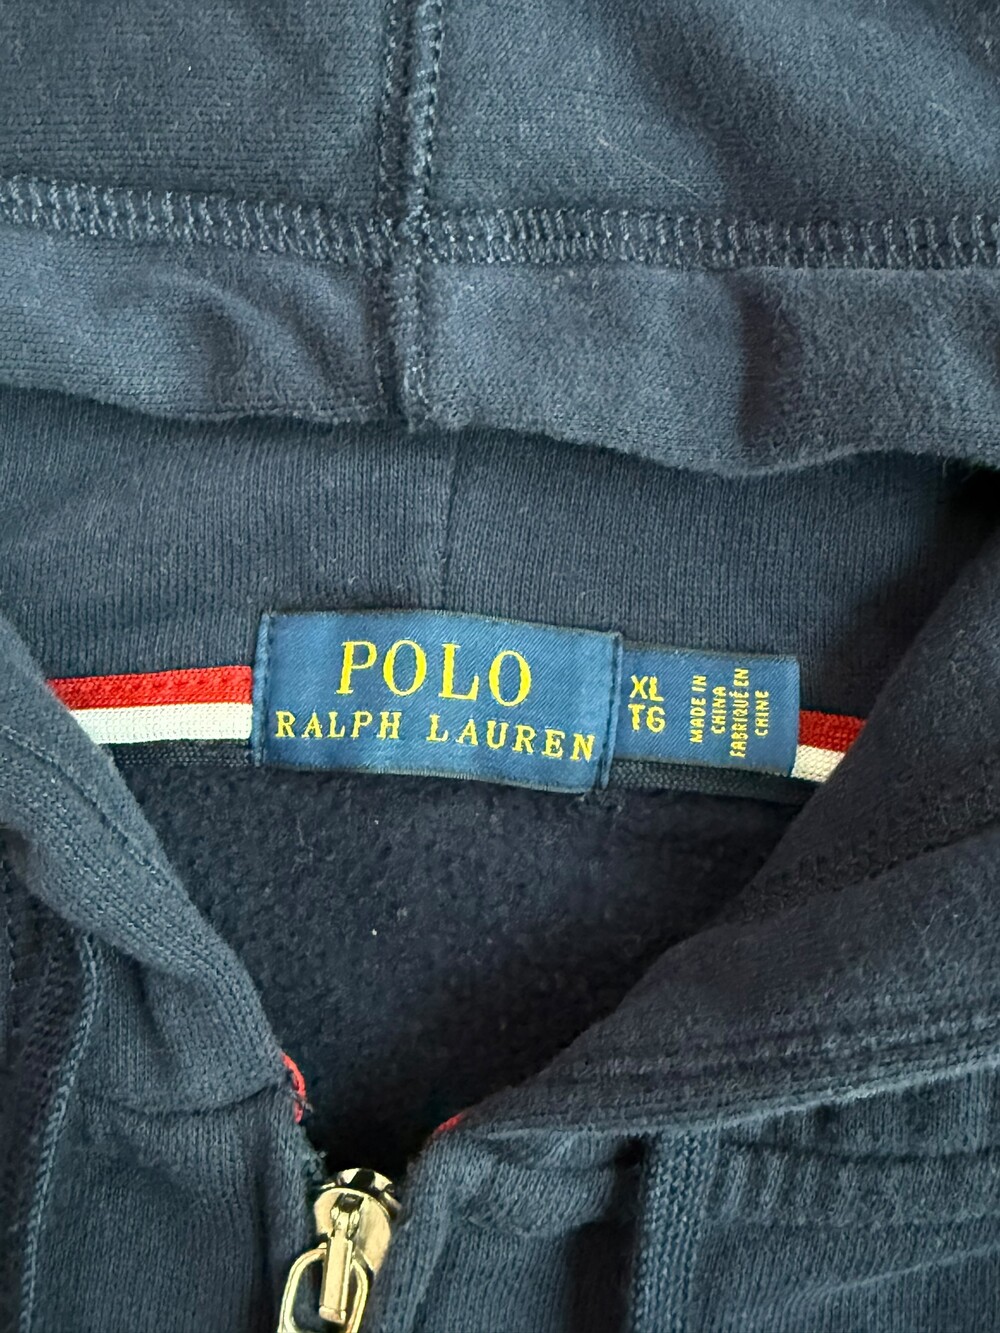 POLO
RALPH LAUREN
XL
TG
MADE IN
CHINA
FABRIQUÉ EN
CHINE